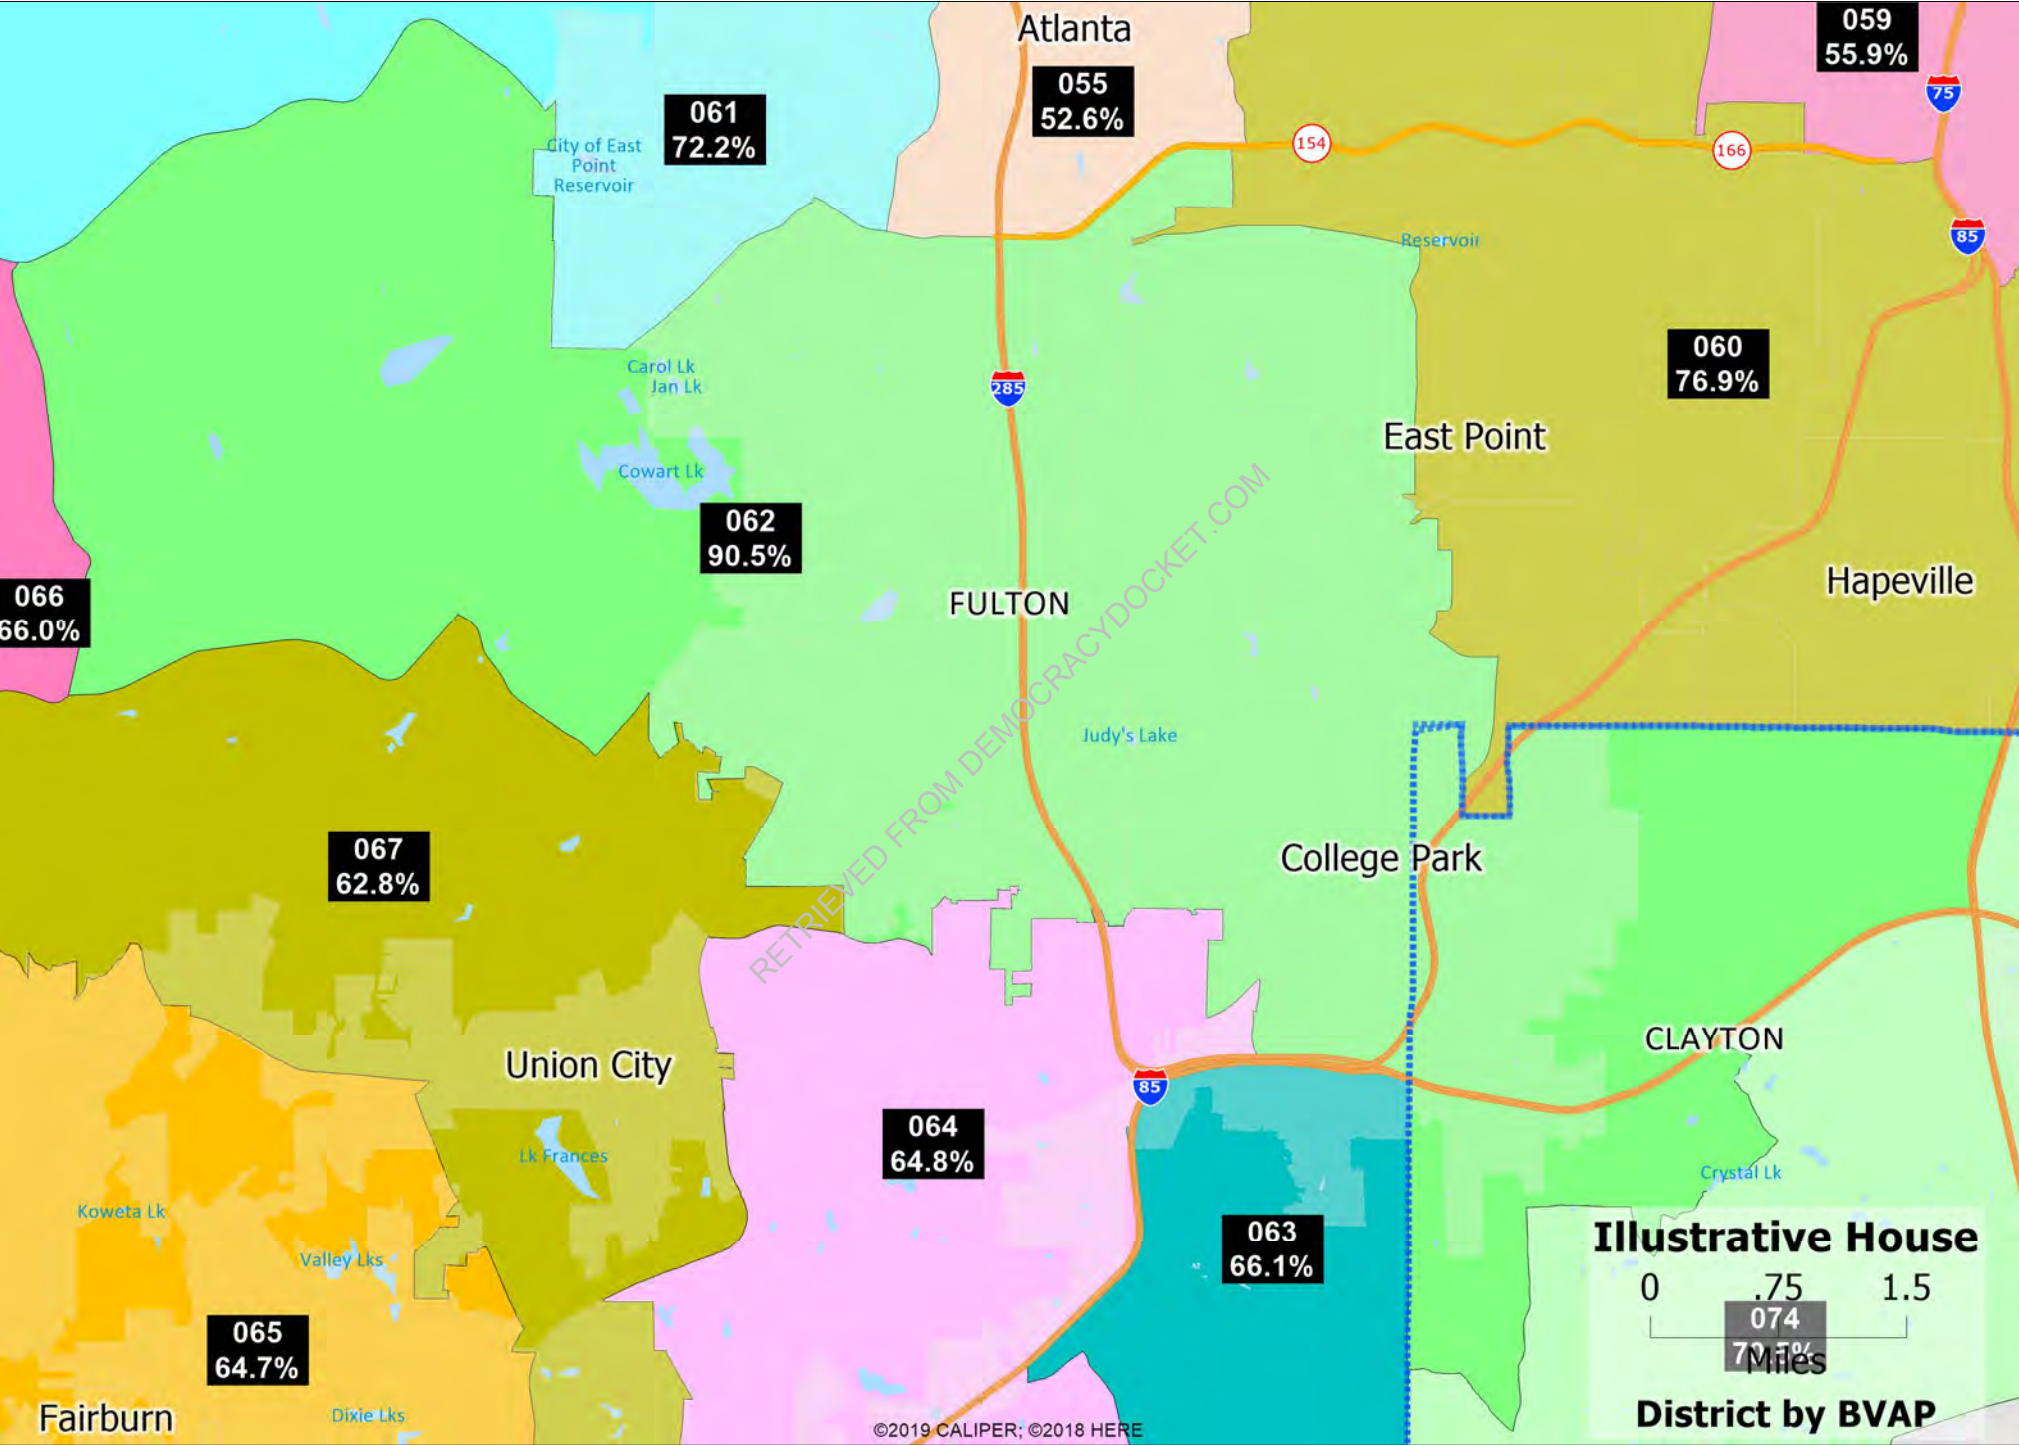 Atlanta
059
55.9%
055
52.6%
75
061
72.2%
154
166
City of East
Point
Reservoir
Reservoir
85
060
76.9%
Carol Lk
Jan Lk
285
East Point
Cowart Lk
062
90.5%
Hapeville
066
66.0%
FULTON
Judy's Lake
RETRIEVED FROM DEMOCRACYDOCKET.COM
067
62.8%
College Park
Union City
CLAYTON
85
064
64.8%
Lk Frances
Crystal Lk
Koweta Lk
063
66.1%
Illustrative House
Valley Lks
0 .75 1.5
074
Miles
065
64.7%
Fairburn
Dixie Lks
District by BVAP
©2019 CALIPER; ©2018 HERE